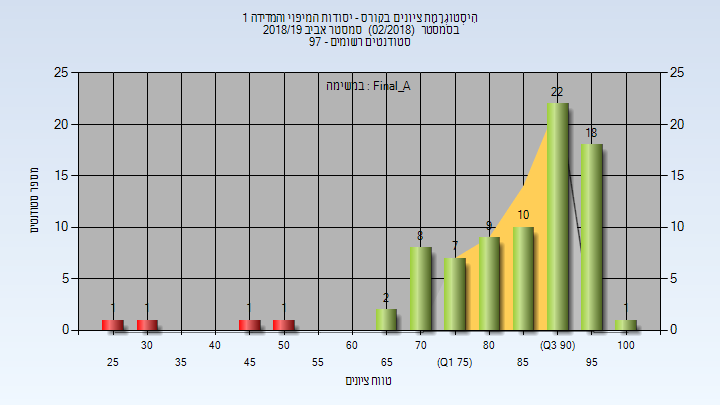 היסטוגרמת ציונים בקורס - יסודות המיפוי והמדידה 1
בסמסטר (02/2018) סמסטר אביב 2018/19
סטודנטים רשומים - 97
במשימה : Final_A
25 25
20 20
15 15
10 10
5 5
0 0
1 1 1 1 2 8 7 9 10 22 18 1
מספר סטודנטים
30 40 50 60 70 80 (Q3 90) 100
25 35 45 55 65 (Q1 75) 85 95
טווח ציונים